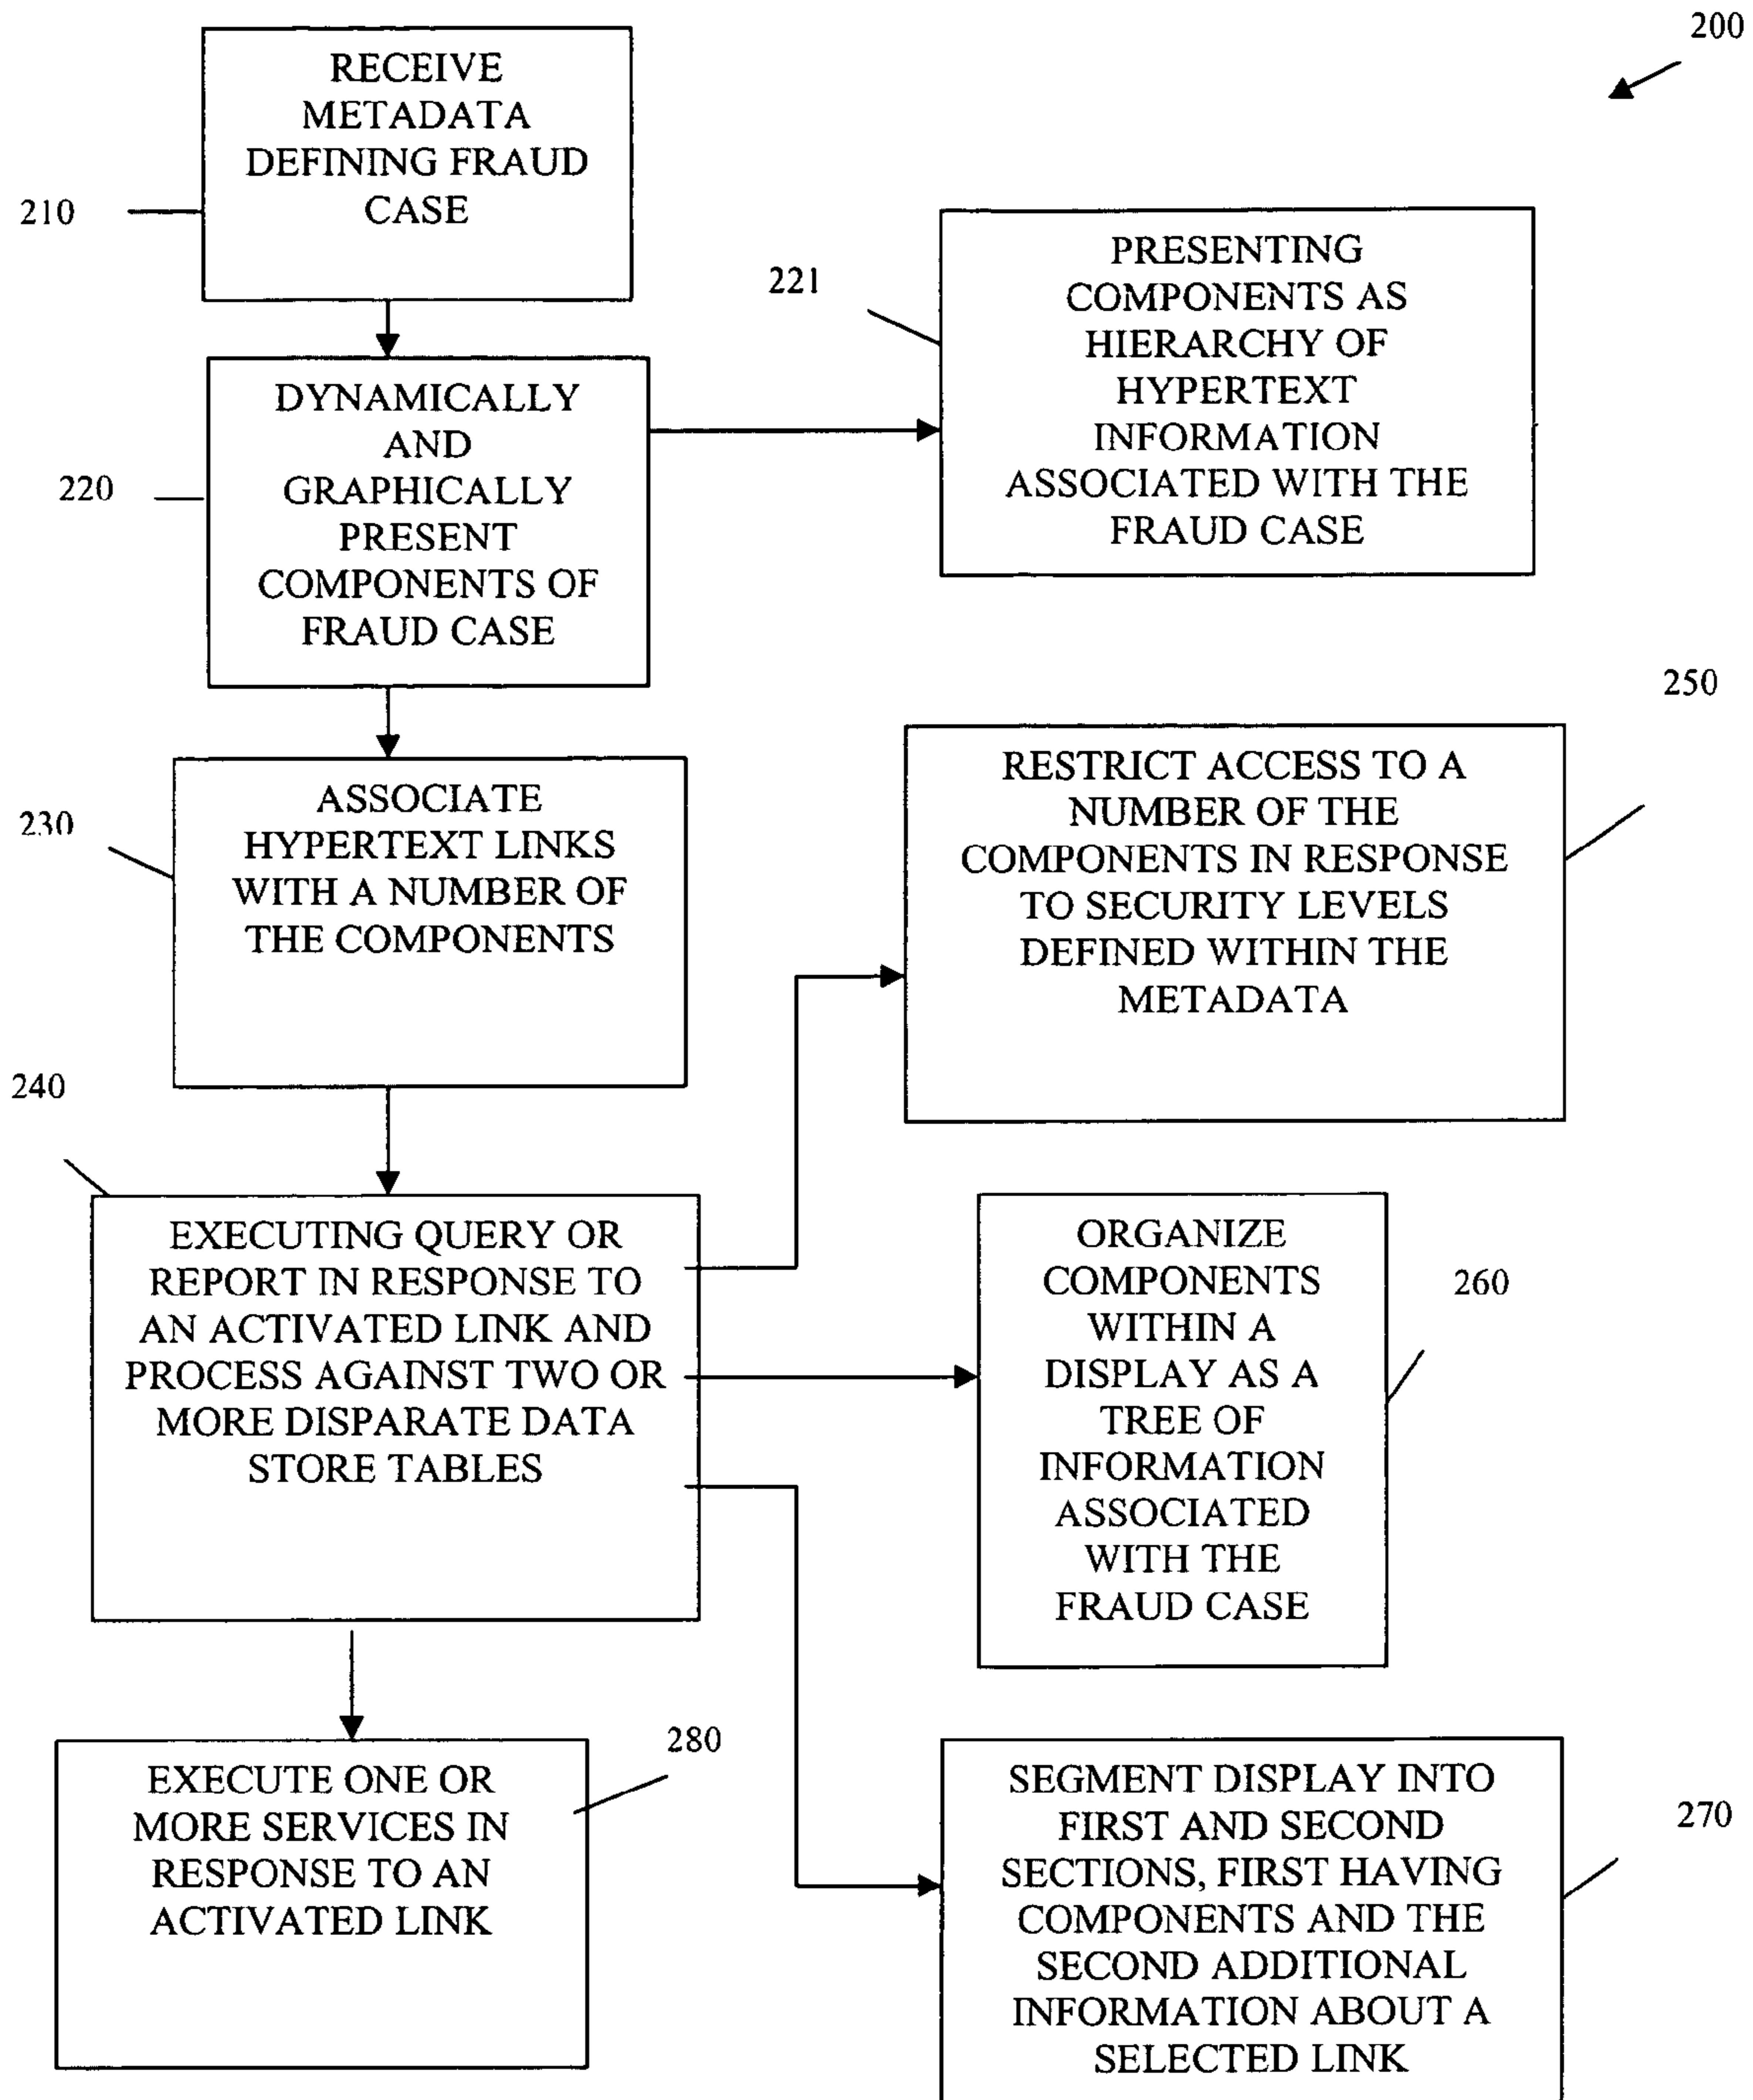 200
RECEIVE
METADATA
DEFINING FRAUD
CASE
210
PRESENTING
COMPONENTS AS
HIERARCHY OF
HYPERTEXT
INFORMATION
ASSOCIATED WITH THE
FRAUD CASE
221
DYNAMICALLY
AND
GRAPHICALLY
PRESENT
COMPONENTS OF
FRAUD CASE
220
250
RESTRICT ACCESS TO A
NUMBER OF THE
COMPONENTS IN RESPONSE
TO SECURITY LEVELS
DEFINED WITHIN THE
METADATA
ASSOCIATE
HYPERTEXT LINKS
WITH A NUMBER OF
THE COMPONENTS
230
240
EXECUTING QUERY OR
REPORT IN RESPONSE TO
AN ACTIVATED LINK AND
PROCESS AGAINST TWO OR
MORE DISPARATE DATA
STORE TABLES
ORGANIZE
COMPONENTS
WITHIN A
DISPLAY AS A
TREE OF
INFORMATION
ASSOCIATED
WITH THE
FRAUD CASE
260
280
EXECUTE ONE OR
MORE SERVICES IN
RESPONSE TO AN
ACTIVATED LINK
SEGMENT DISPLAY INTO
FIRST AND SECOND
SECTIONS, FIRST HAVING
COMPONENTS AND THE
SECOND ADDITIONAL
INFORMATION ABOUT A
SELECTED LINK
270